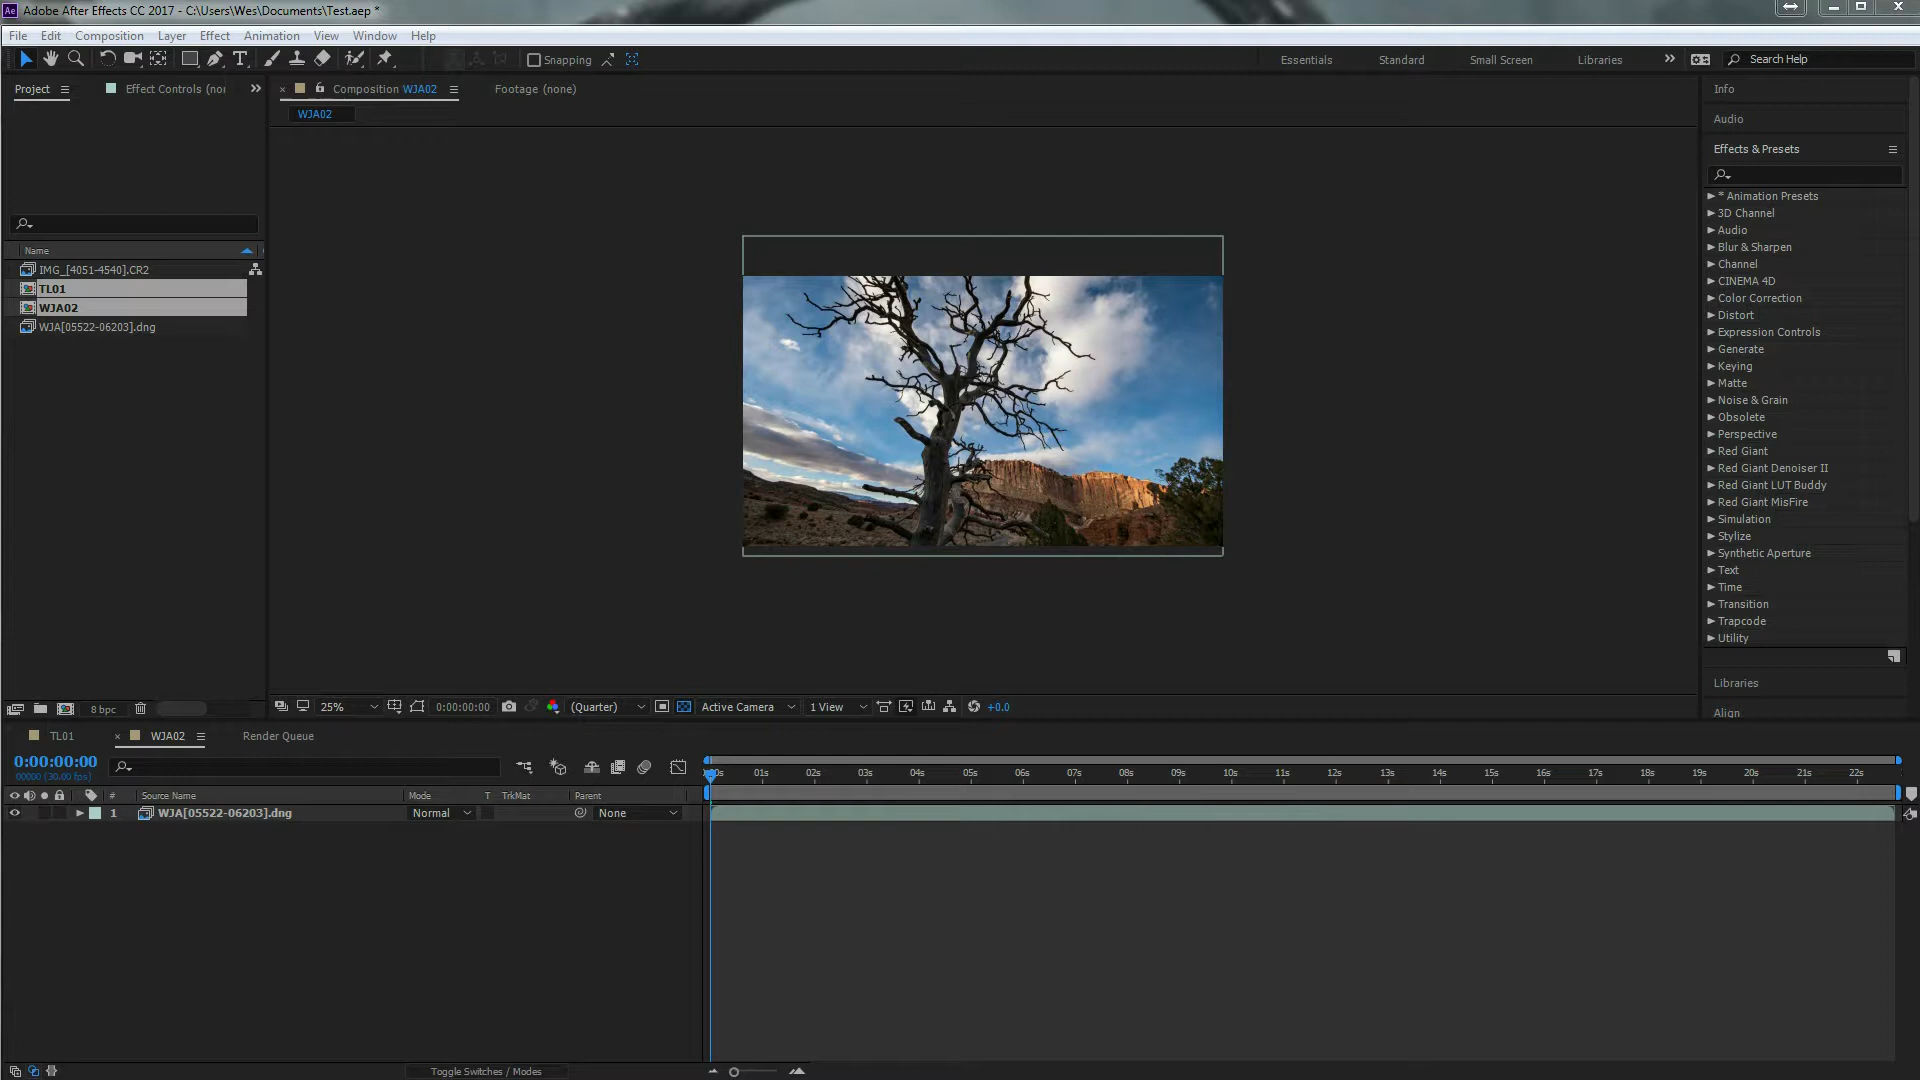 Ae Adobe After Effects CC 2017 - C:\Users\Wes\Documents\Test.aep *
File Edit Composition Layer Effect Animation View Window Help
T Snapping Essentials Standard Small Screen Libraries Search Help
Project Effect Controls (noi Composition WJA02 Footage (none)
WJA02
Name
IMG_[4051-4540].CR2
TL01
WJA02
WJA[05522-06203].dng
8 bpc
25% 0:00:00:00 (Quarter) Active Camera 1 View +0.0
Info
Audio
Effects & Presets
* Animation Presets
3D Channel
Audio
Blur & Sharpen
Channel
CINEMA 4D
Color Correction
Distort
Expression Controls
Generate
Keying
Matte
Noise & Grain
Obsolete
Perspective
Red Giant
Red Giant Denoiser II
Red Giant LUT Buddy
Red Giant MisFire
Simulation
Stylize
Synthetic Aperture
Text
Time
Transition
Trapcode
Utility
Libraries
Align
TL01 WJA02 Render Queue
0:00:00:00
00000 (30.00 fps)
01s 02s 03s 04s 05s 06s 07s 08s 09s 10s 11s 12s 13s 14s 15s 16s 17s 18s 19s 20s 21s 22s
# Source Name Mode T TrkMat Parent
1 WJA[05522-06203].dng Normal None
Toggle Switches / Modes